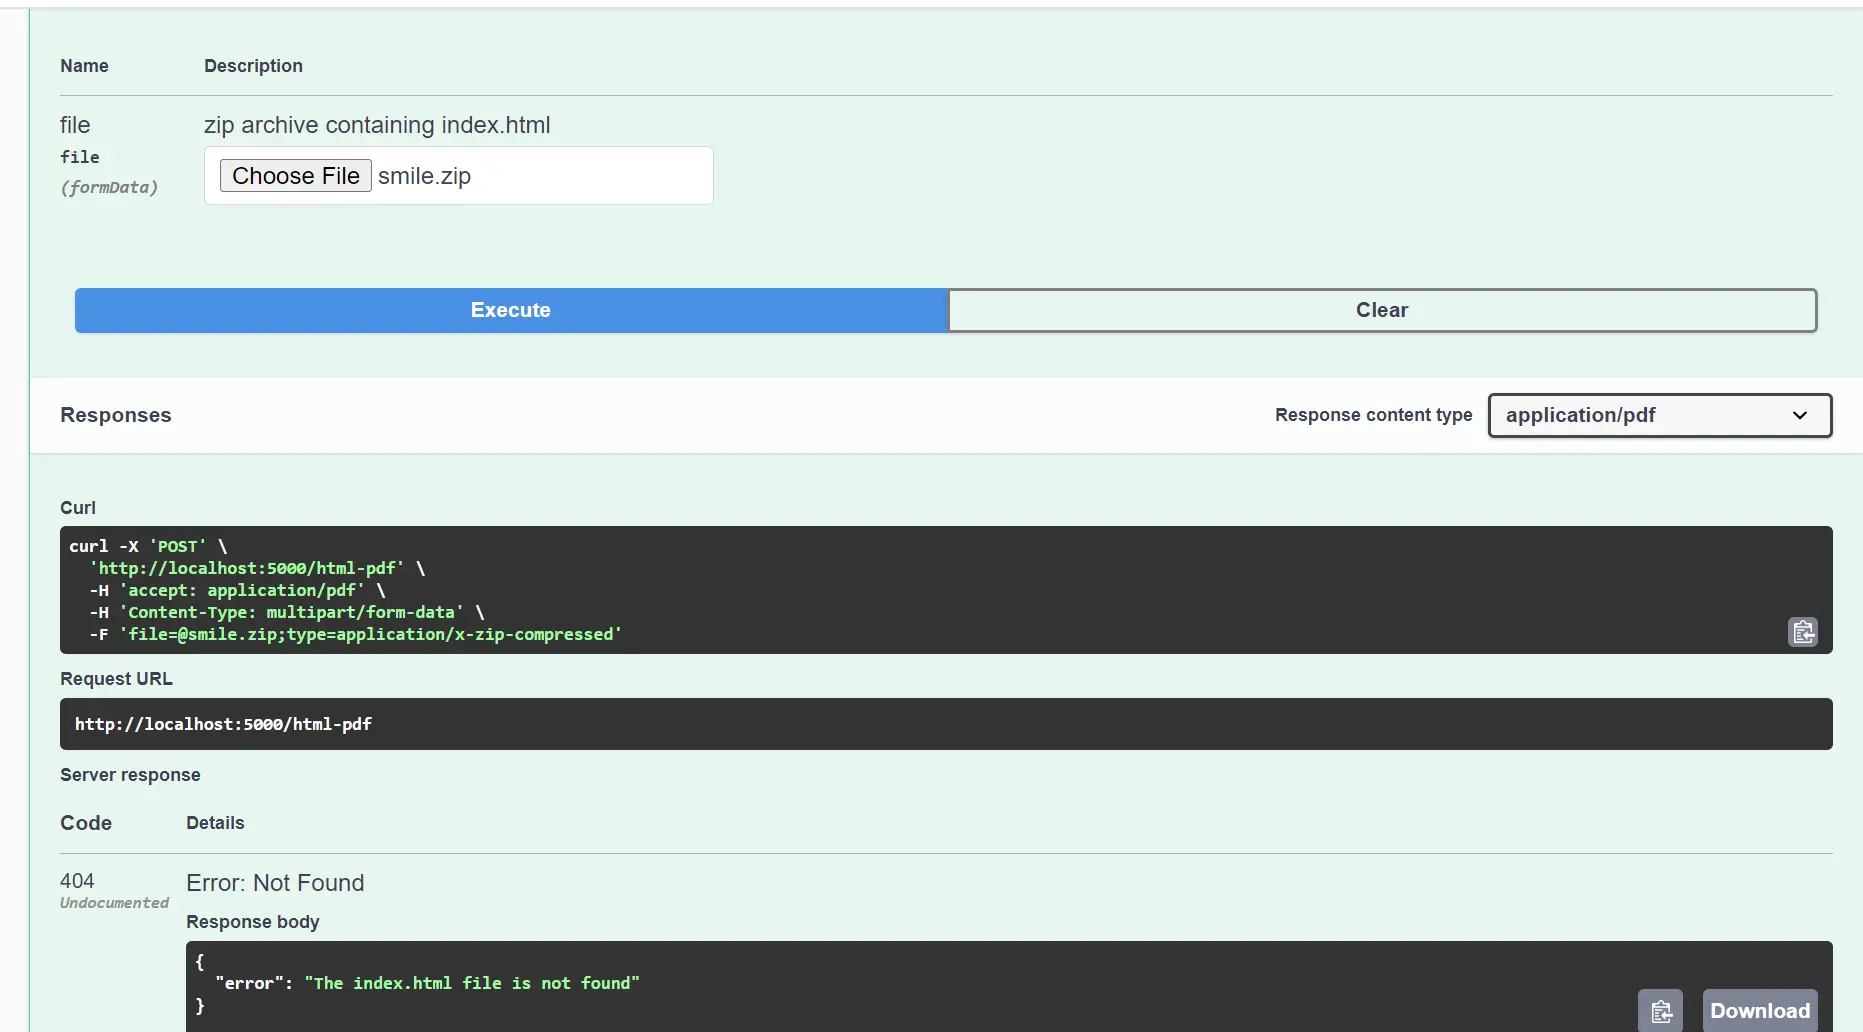 Name Description
file zip archive containing index.html
file
(formData)
Choose File smile.zip
Execute Clear
Responses Response content type application/pdf
Curl
curl -X 'POST' \
  'http://localhost:5000/html-pdf' \
  -H 'accept: application/pdf' \
  -H 'Content-Type: multipart/form-data' \
  -F 'file=@smile.zip;type=application/x-zip-compressed'
Request URL
http://localhost:5000/html-pdf
Server response
Code Details
404 Error: Not Found
Undocumented
Response body
{
  "error": "The index.html file is not found"
}
Download